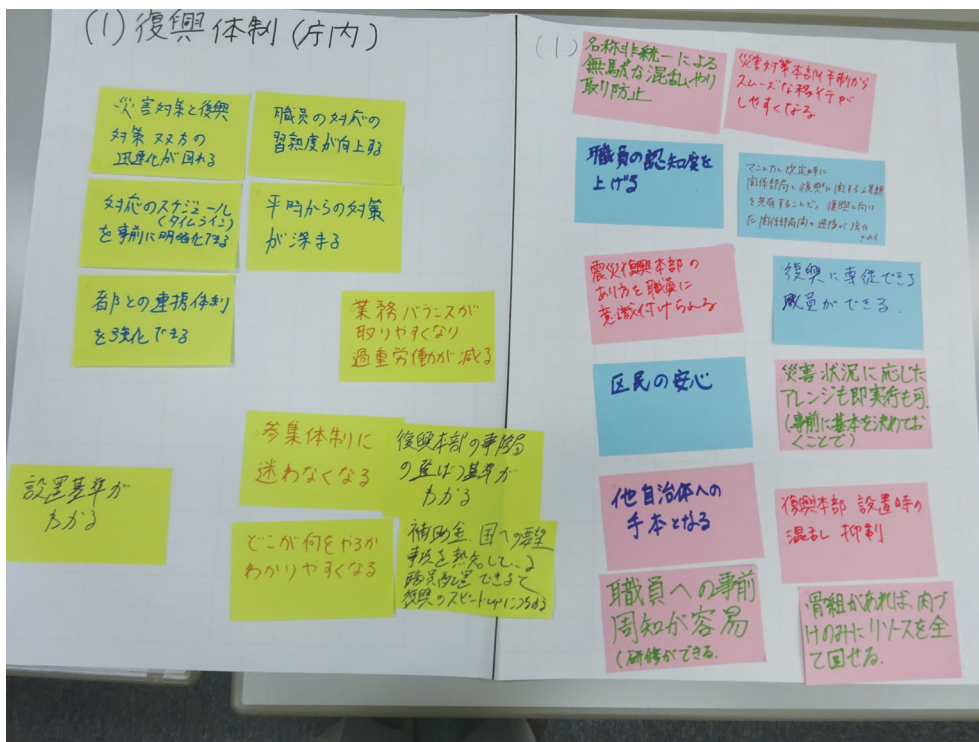 (1) 復興体制(庁内)
災害対策と復興
対策双方の
迅速化が図れる
職員の対応の
習熟度が向上する
対応のスケジュール
(タイムライン)
を事前に明確化できる
平時からの対策
が深まる
都との連携体制
を強化できる
業務バランスが
取りやすくなり
過重労働が減る
参集体制に
迷わなくなる
復興本部の事務局
の並びっ基準が
わかる
設置基準が
わかる
どこが何をやるか
わかりやすくなる
補助金、国への要望
事項を熟知している
職員配置できると
復興のスピードupにつながる
(1)
名称非統一による
無駄な混乱、やり
取り防止
災害対策本部体制から
スムーズな移行が
しやすくなる
職員の認知度を
上げる
マニュアル改定時に
関係部局と復興に関する課題
を共有することで、復興に向け
た関係部局間の連携が強化
される
震災復興本部の
あり方を職員に
意識付けられる
復興に専従できる
職員ができる.
区民の安心
災害状況に応じた
アレンジも即実行も可.
(事前に基本を決めてお
くことで)
他自治体への
手本となる
復興本部設置時の
混乱抑制
職員への事前
周知が容易
(研修ができる.
骨組があれば、肉づ
けのみにリソースを全
て回せる.